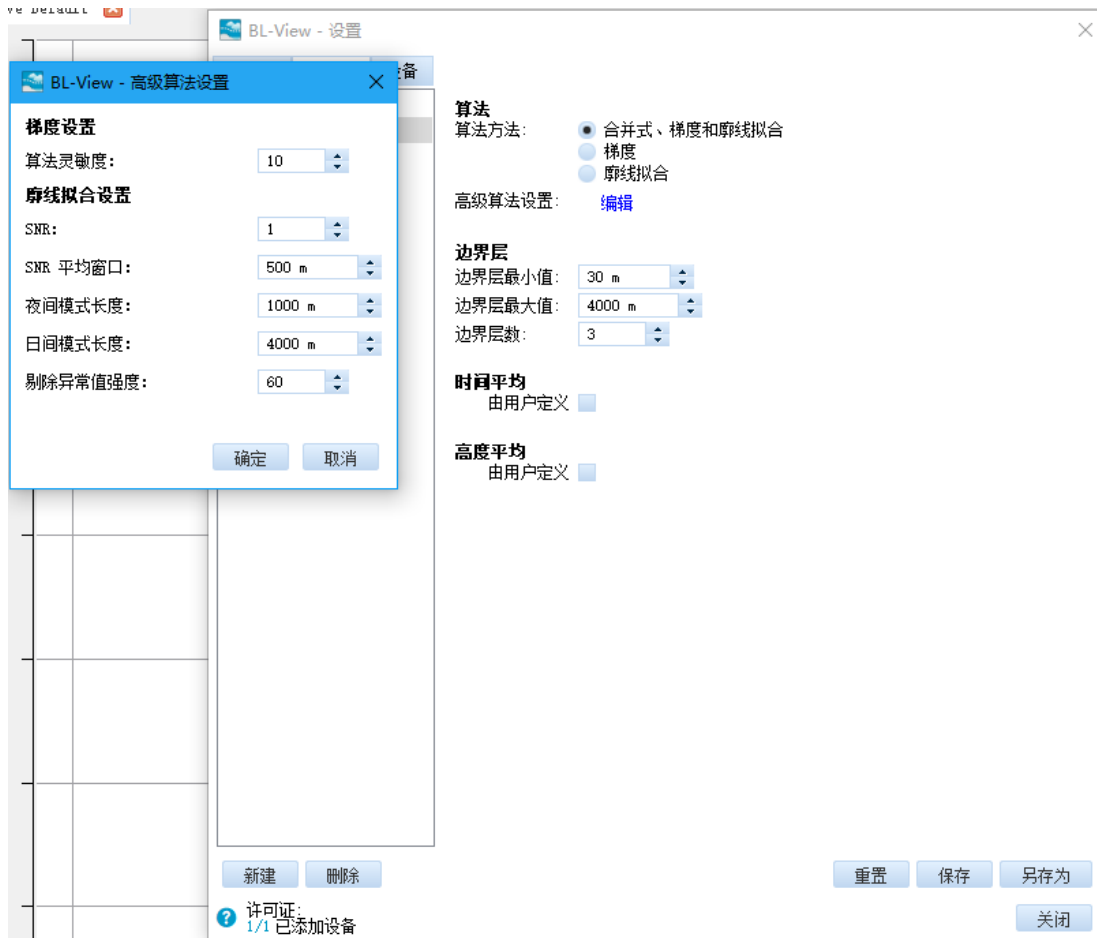 ve Default
BL-View - 设置
备
BL-View - 高级算法设置
梯度设置
算法灵敏度: 10
廓线拟合设置
SNR: 1
SNR 平均窗口: 500 m
夜间模式长度: 1000 m
日间模式长度: 4000 m
剔除异常值强度: 60
确定 取消
算法
算法方法: 合并式、梯度和廓线拟合
梯度
廓线拟合
高级算法设置: 编辑
边界层
边界层最小值: 30 m
边界层最大值: 4000 m
边界层数: 3
时间平均
由用户定义
高度平均
由用户定义
新建 删除 重置 保存 另存为
许可证:
1/1 已添加设备
关闭